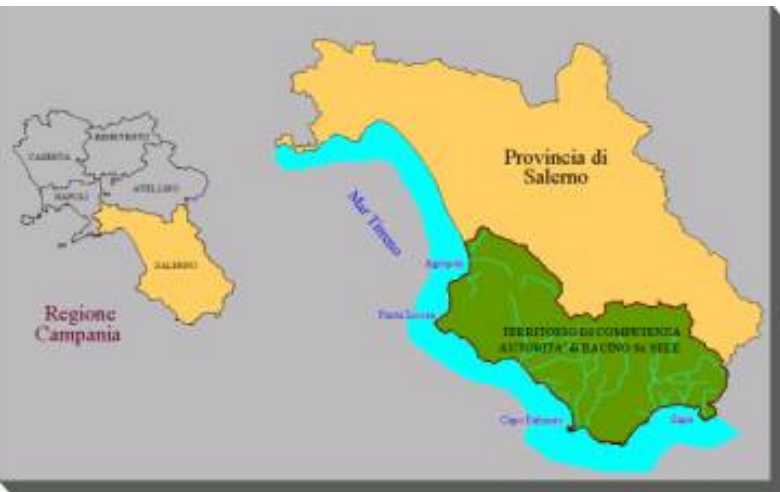 CASERTA
BENEVENTO
NAPOLI
AVELLINO
SALERNO
Regione
Campania
Provincia di
Salerno
Mar Tirreno
Agropoli
Punta Licosa
TERRITORIO DI COMPETENZA
AUTORITA' di BACINO Sx SELE
Capo Palinuro
Sapri